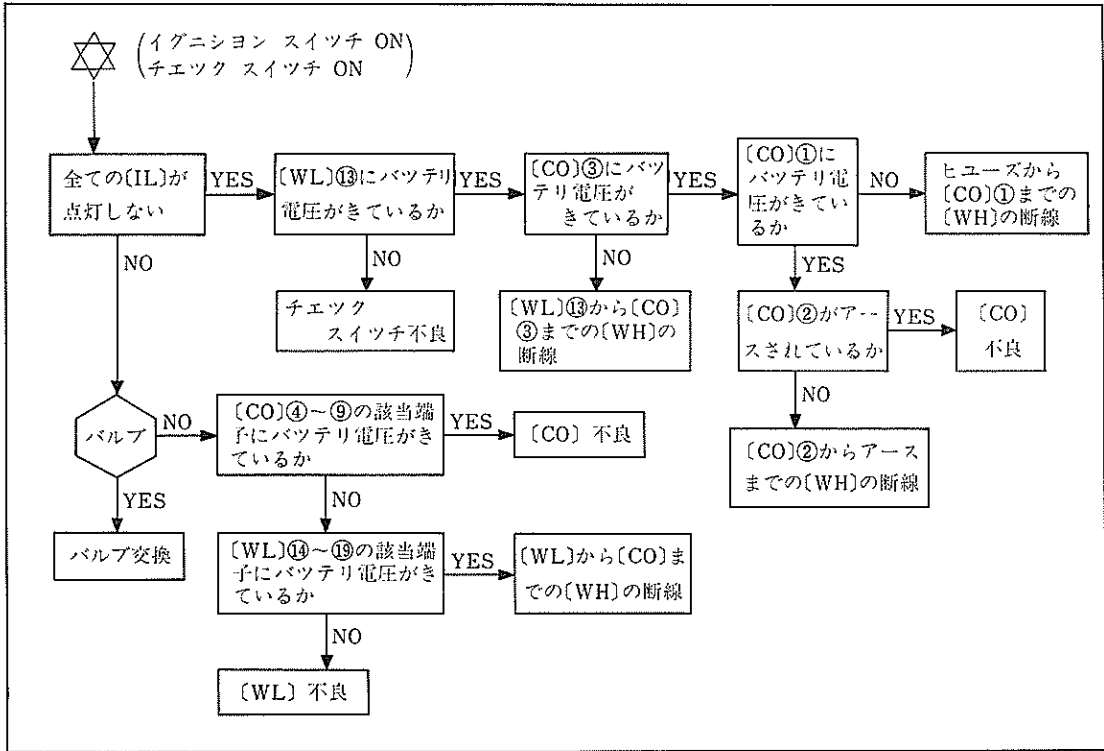 (イグニシヨン スイツチ ON
チエツク スイツチ ON)
全ての〔IL〕が
点灯しない
YES
〔WL〕⑬にバツテリ
電圧がきているか
YES
〔CO〕③にバツ
テリ電圧が
きているか
YES
〔CO〕①に
バツテリ電
圧がきてい
るか
NO
ヒユーズから
〔CO〕①までの
〔WH〕の断線
NO
NO
NO
YES
チエツク
スイツチ不良
〔WL〕⑬から〔CO〕
③までの〔WH〕の
断線
〔CO〕②がアー
スされているか
YES
〔CO〕
不良
NO
〔CO〕②からアース
までの〔WH〕の断線
バルブ
NO
〔CO〕④～⑨の該当端
子にバツテリ電圧がき
ているか
YES
〔CO〕不良
YES
NO
バルブ交換
〔WL〕⑭～⑲の該当端
子にバツテリ電圧がき
ているか
YES
〔WL〕から〔CO〕ま
での〔WH〕の断線
NO
〔WL〕不良